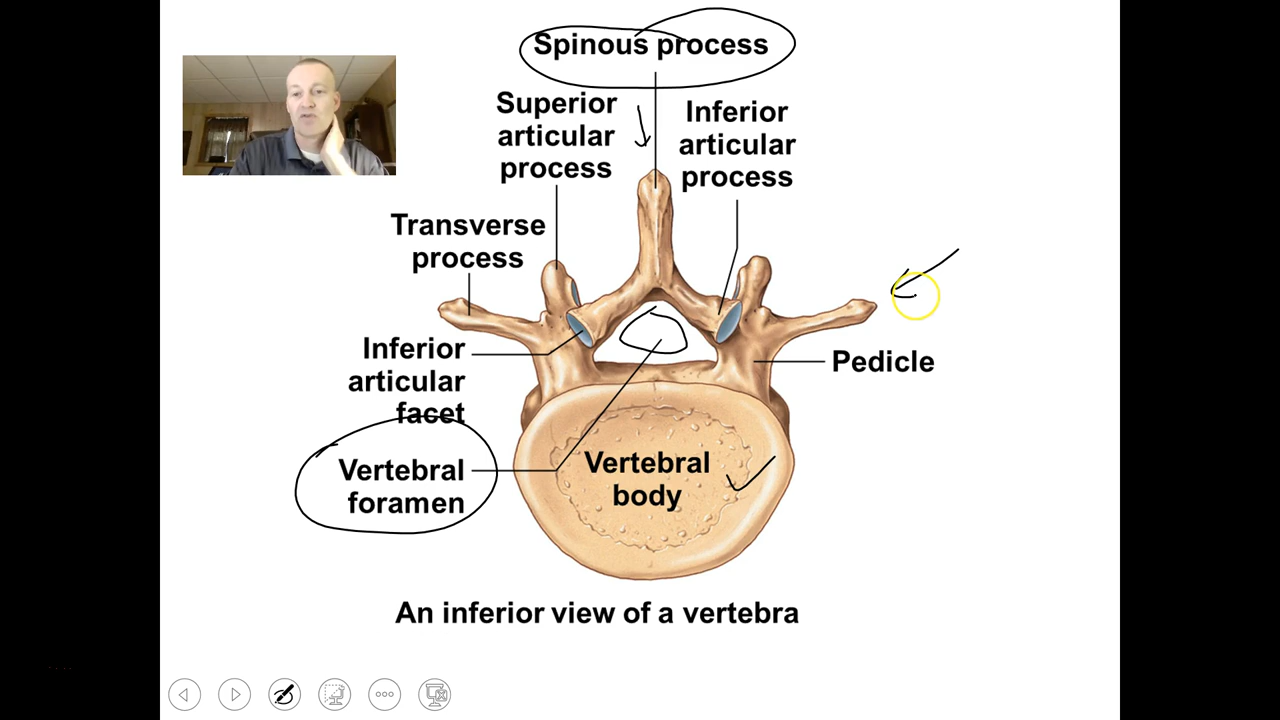 Spinous process
Superior
articular
process
Inferior
articular
process
Transverse
process
Inferior
articular
facet
Pedicle
Vertebral
foramen
Vertebral
body
An inferior view of a vertebra